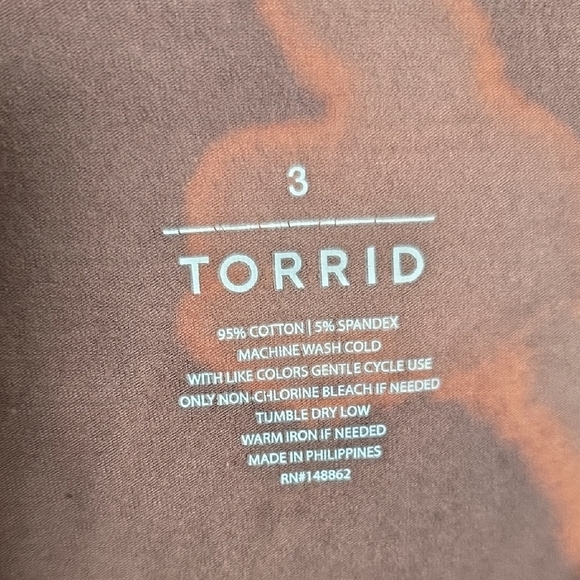 3
TORRID
95% COTTON | 5% SPANDEX
MACHINE WASH COLD
WITH LIKE COLORS GENTLE CYCLE USE
ONLY NON-CHLORINE BLEACH IF NEEDED
TUMBLE DRY LOW
WARM IRON IF NEEDED
MADE IN PHILIPPINES
RN#148862